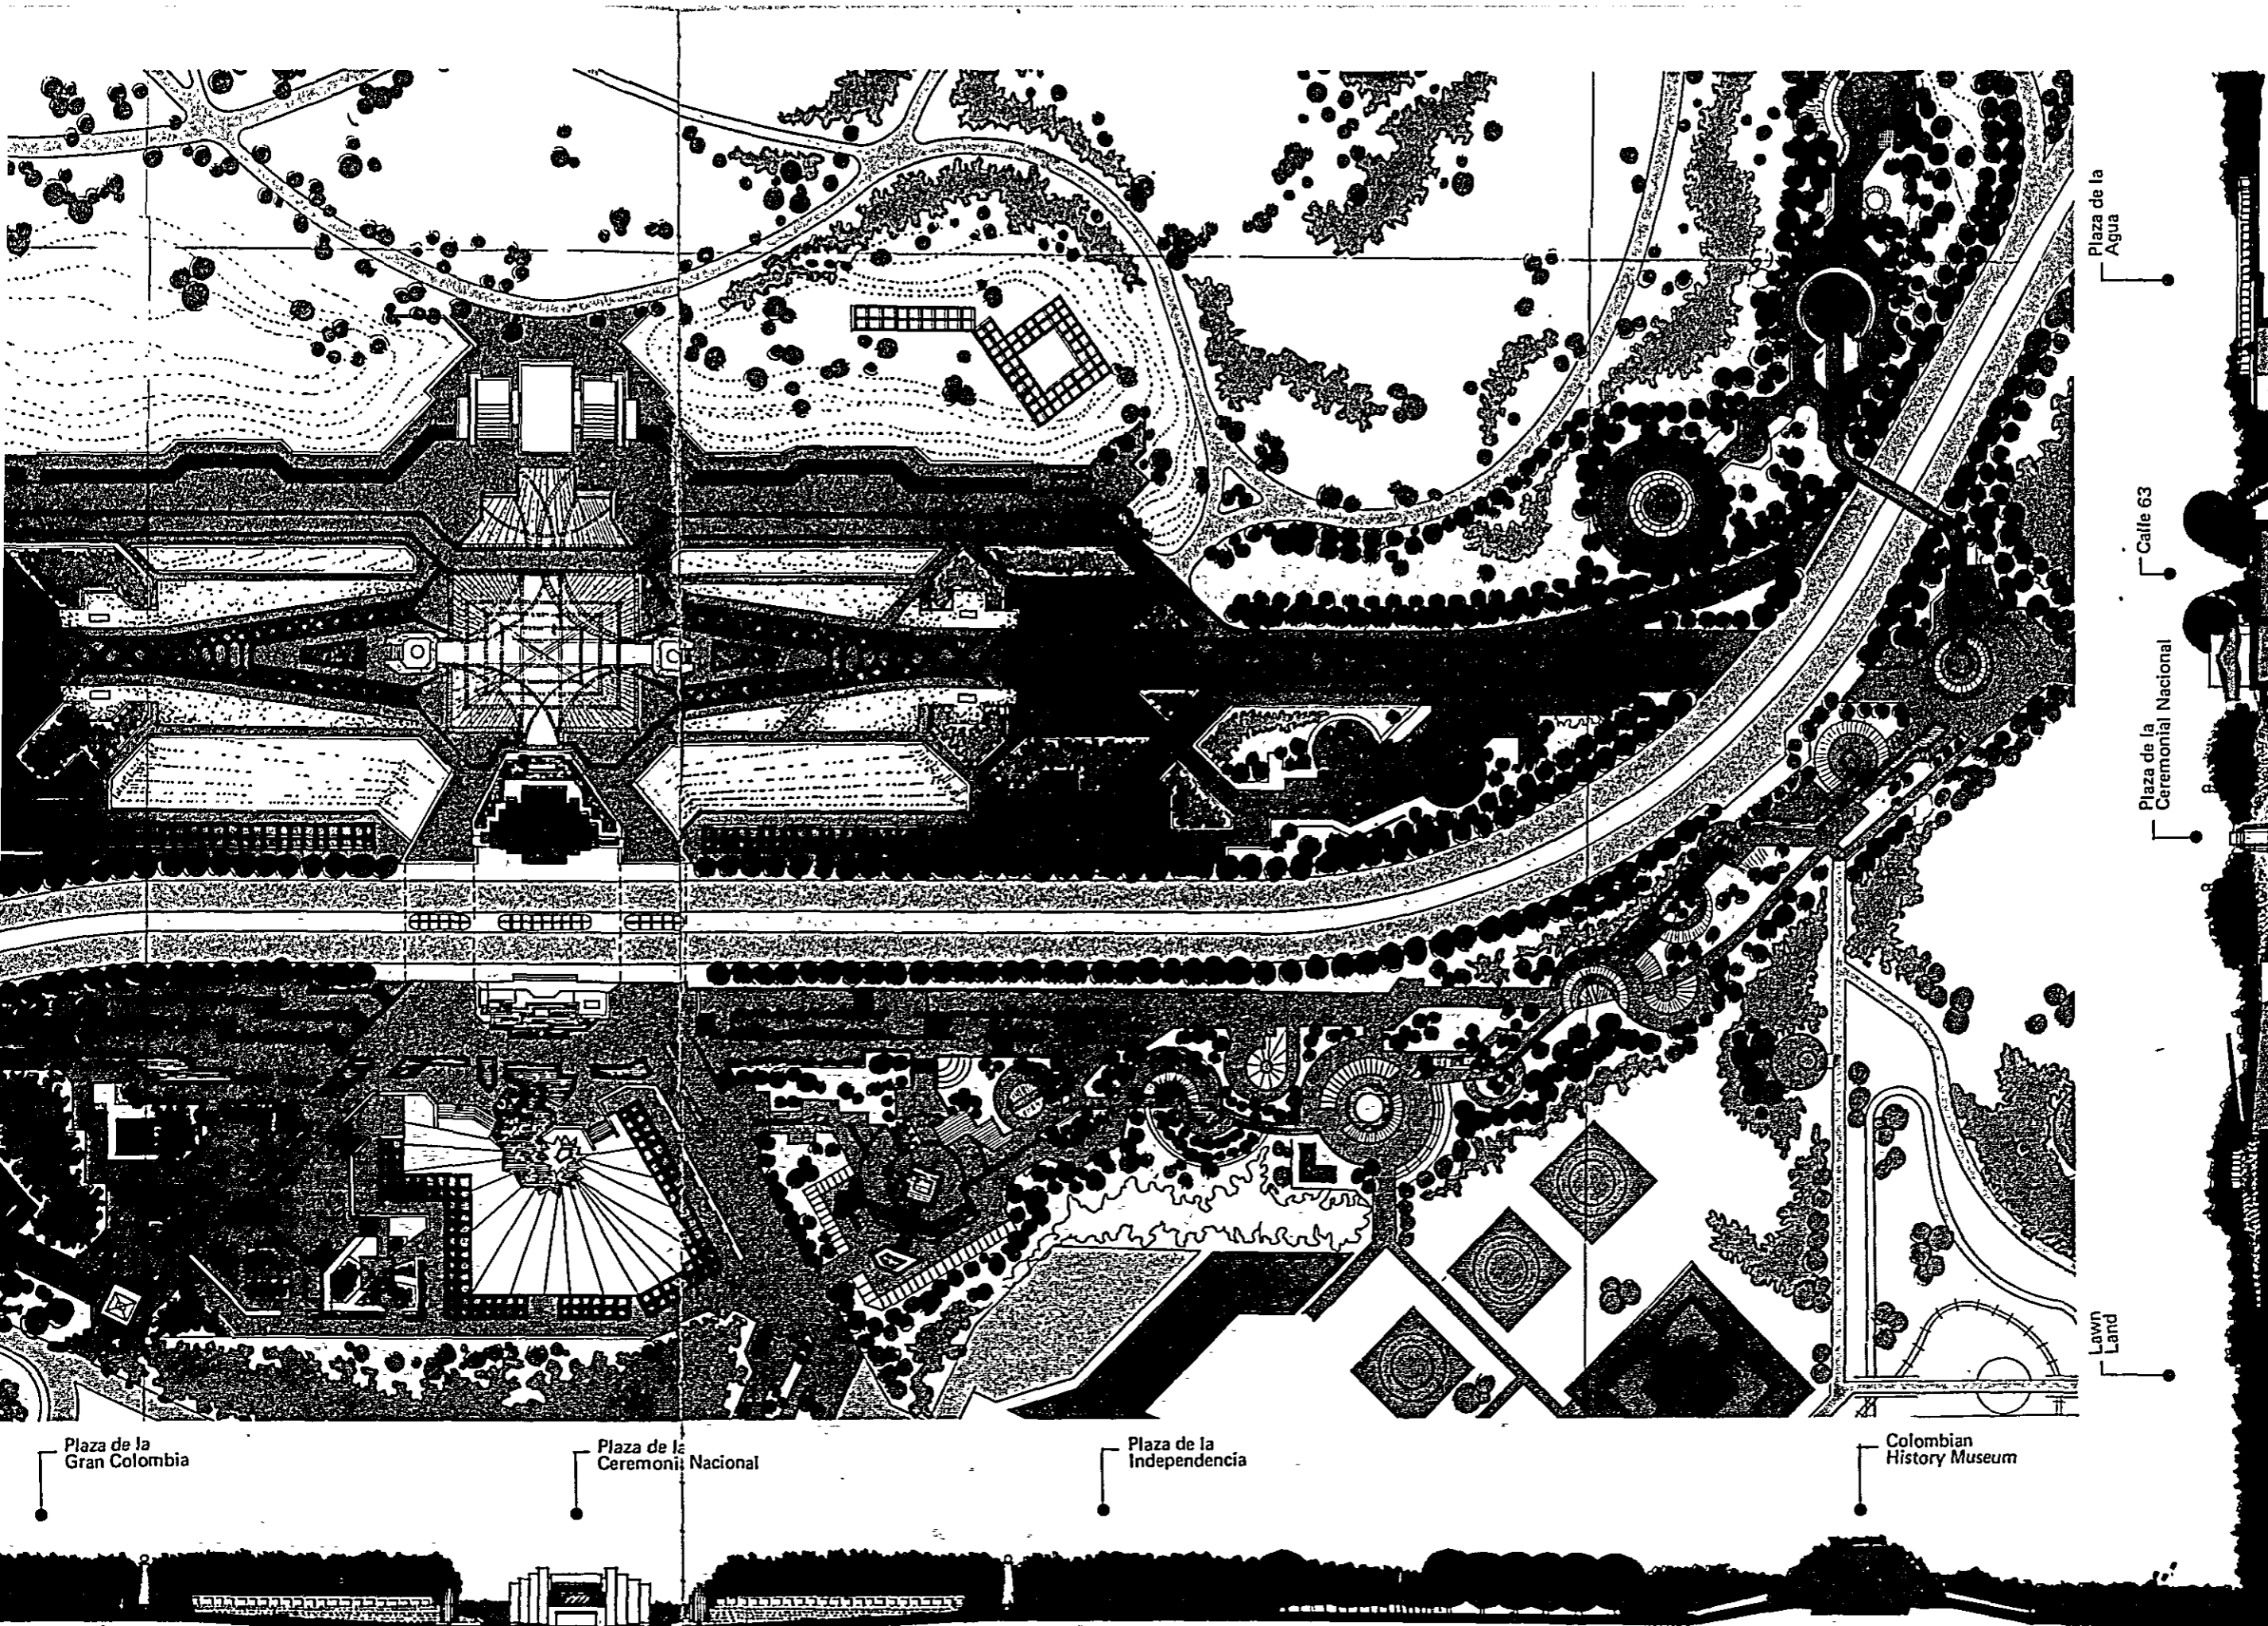 Plaza de la
Agua
Calle 63
Plaza de la
Ceremonial Nacional
Lawn
Land
Plaza de la
Gran Colombia
Plaza de la
Ceremonial Nacional
Plaza de la
Independencia
Colombian
History Museum